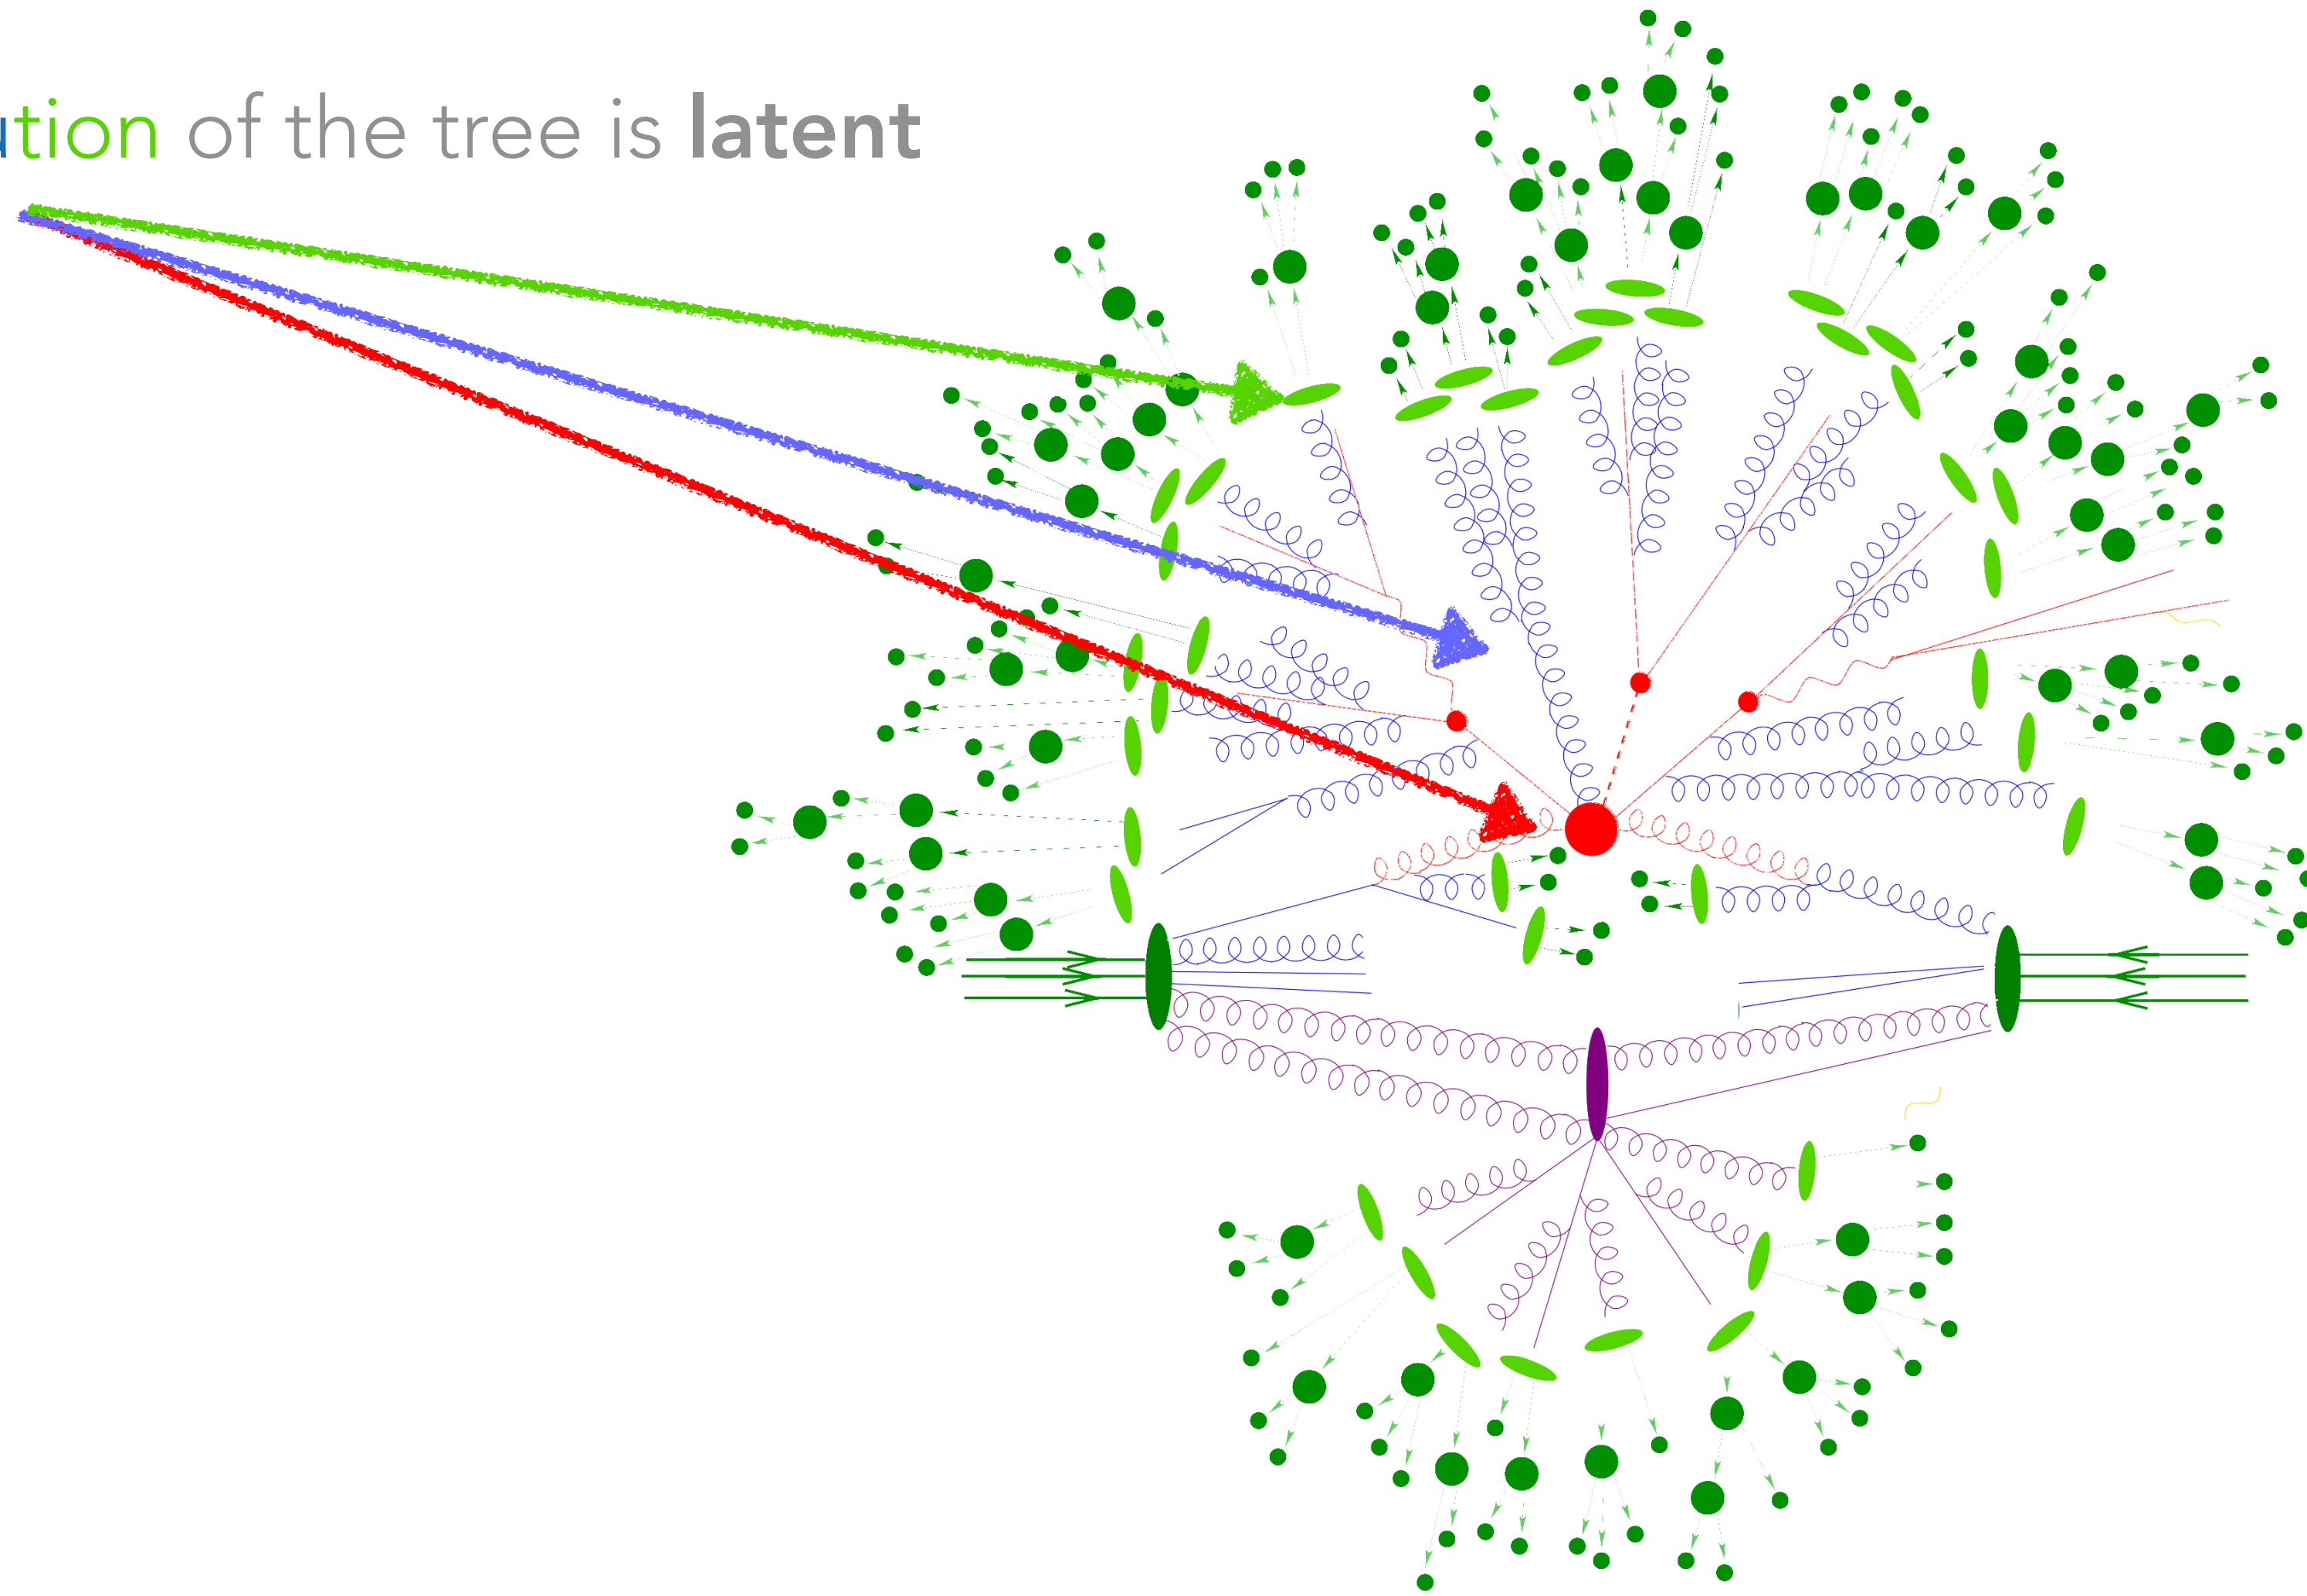 tion of the tree is latent